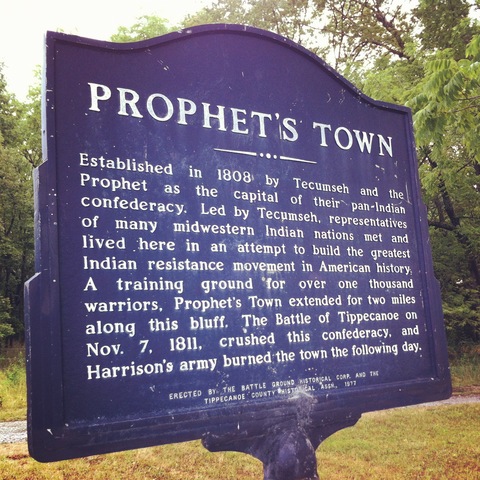 PROPHET'S TOWN
Established in 1808 by Tecumseh and the
Prophet as the capital of their pan-Indian
confederacy. Led by Tecumseh, representatives
of many midwestern Indian nations met and
lived here in an attempt to build the greatest
Indian resistance movement in American history.
A training ground for over one thousand
warriors, Prophet's Town extended for two miles
along this bluff. The Battle of Tippecanoe on
Nov. 7, 1811, crushed this confederacy, and
Harrison's army burned the town the following day.
ERECTED BY THE BATTLE GROUND HISTORICAL CORP. AND THE
TIPPECANOE COUNTY HISTORICAL ASSN. 1977